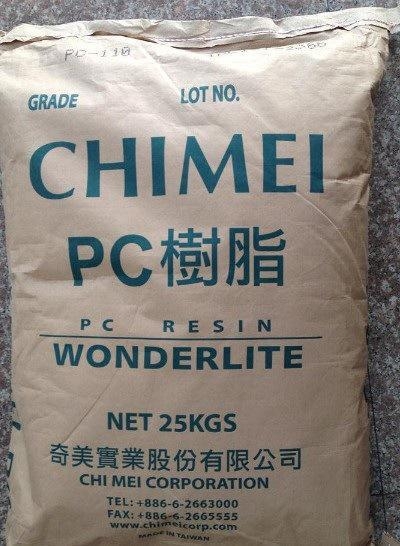 PC-110
GRADE LOT NO.
CHIMEI
PC樹脂
PC RESIN
WONDERLITE
NET 25KGS
奇美實業股份有限公司
CHI MEI CORPORATION
TEL: +886-6-2663000
FAX: +886-6-2665555
www.chimeicorp.com
MADE IN TAIWAN